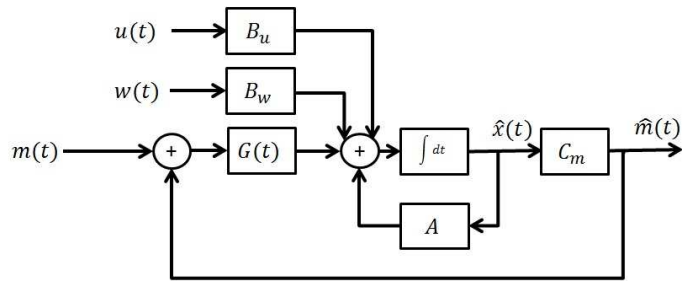 u(t)
B_u
w(t)
B_w
x̂(t)
m̂(t)
m(t)
+
G(t)
+
∫ dt
C_m
A